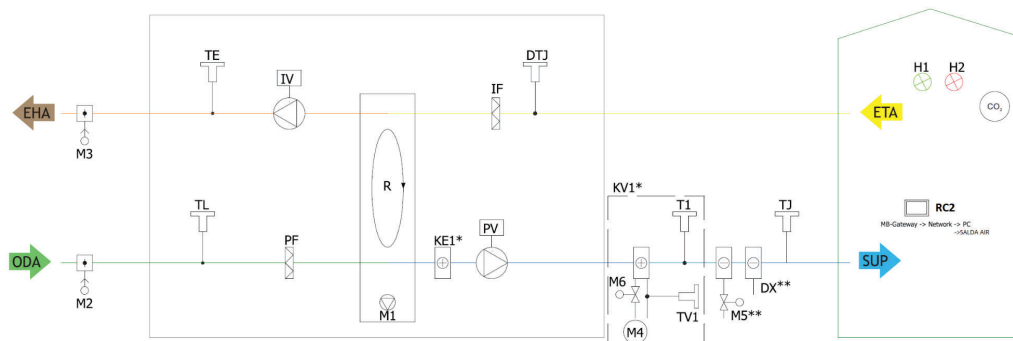 TE
IV
IF
DTJ
H1
H2
EHA
M3
ETA
CO₂
R
TL
PF
KE1*
PV
KV1*
T1
TJ
RC2
MB-Gateway -> Network -> PC
->SALDA AIR
ODA
M2
SUP
M1
M6
M4
TV1
M5**
DX**